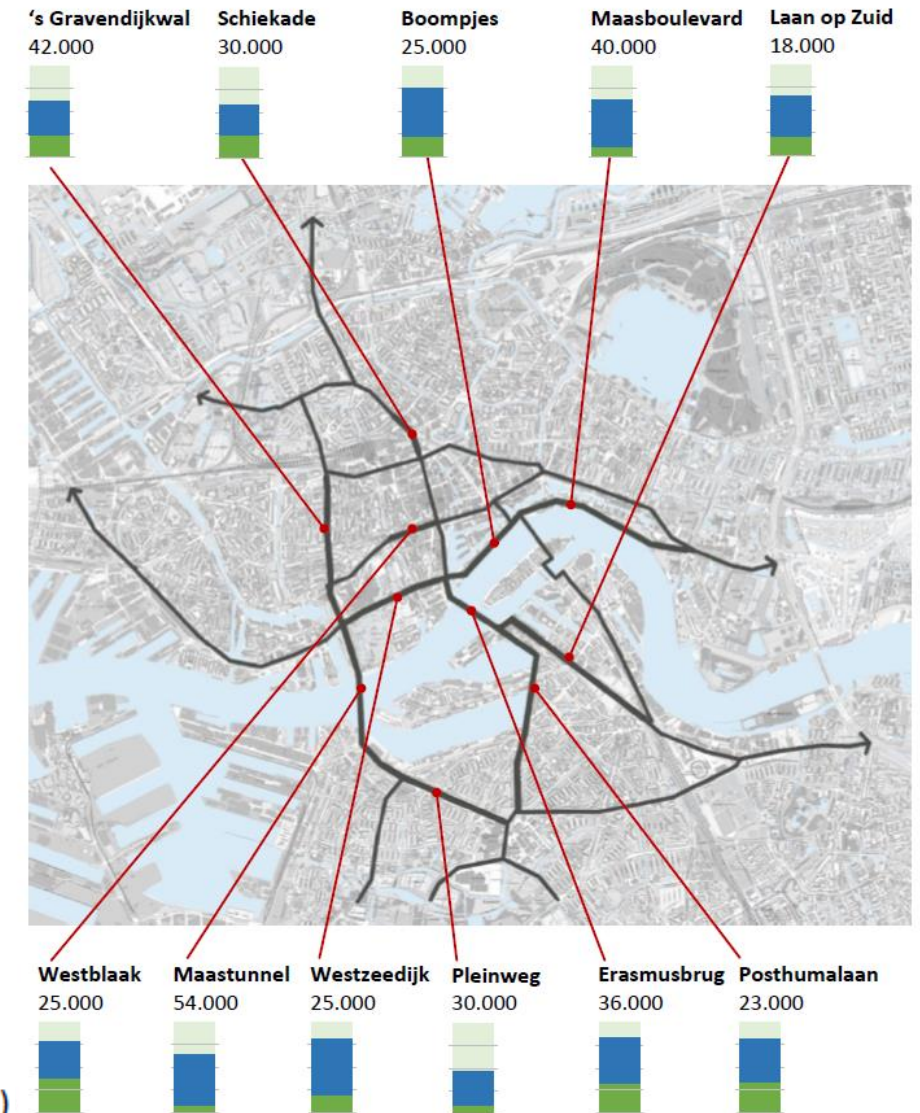 ‘s Gravendijkwal
42.000
Schiekade
30.000
Boompjes
25.000
Maasboulevard
40.000
Laan op Zuid
18.000
Westblaak
25.000
Maastunnel
54.000
Westzeedijk
25.000
Pleinweg
30.000
Erasmusbrug
36.000
Posthumalaan
23.000
)